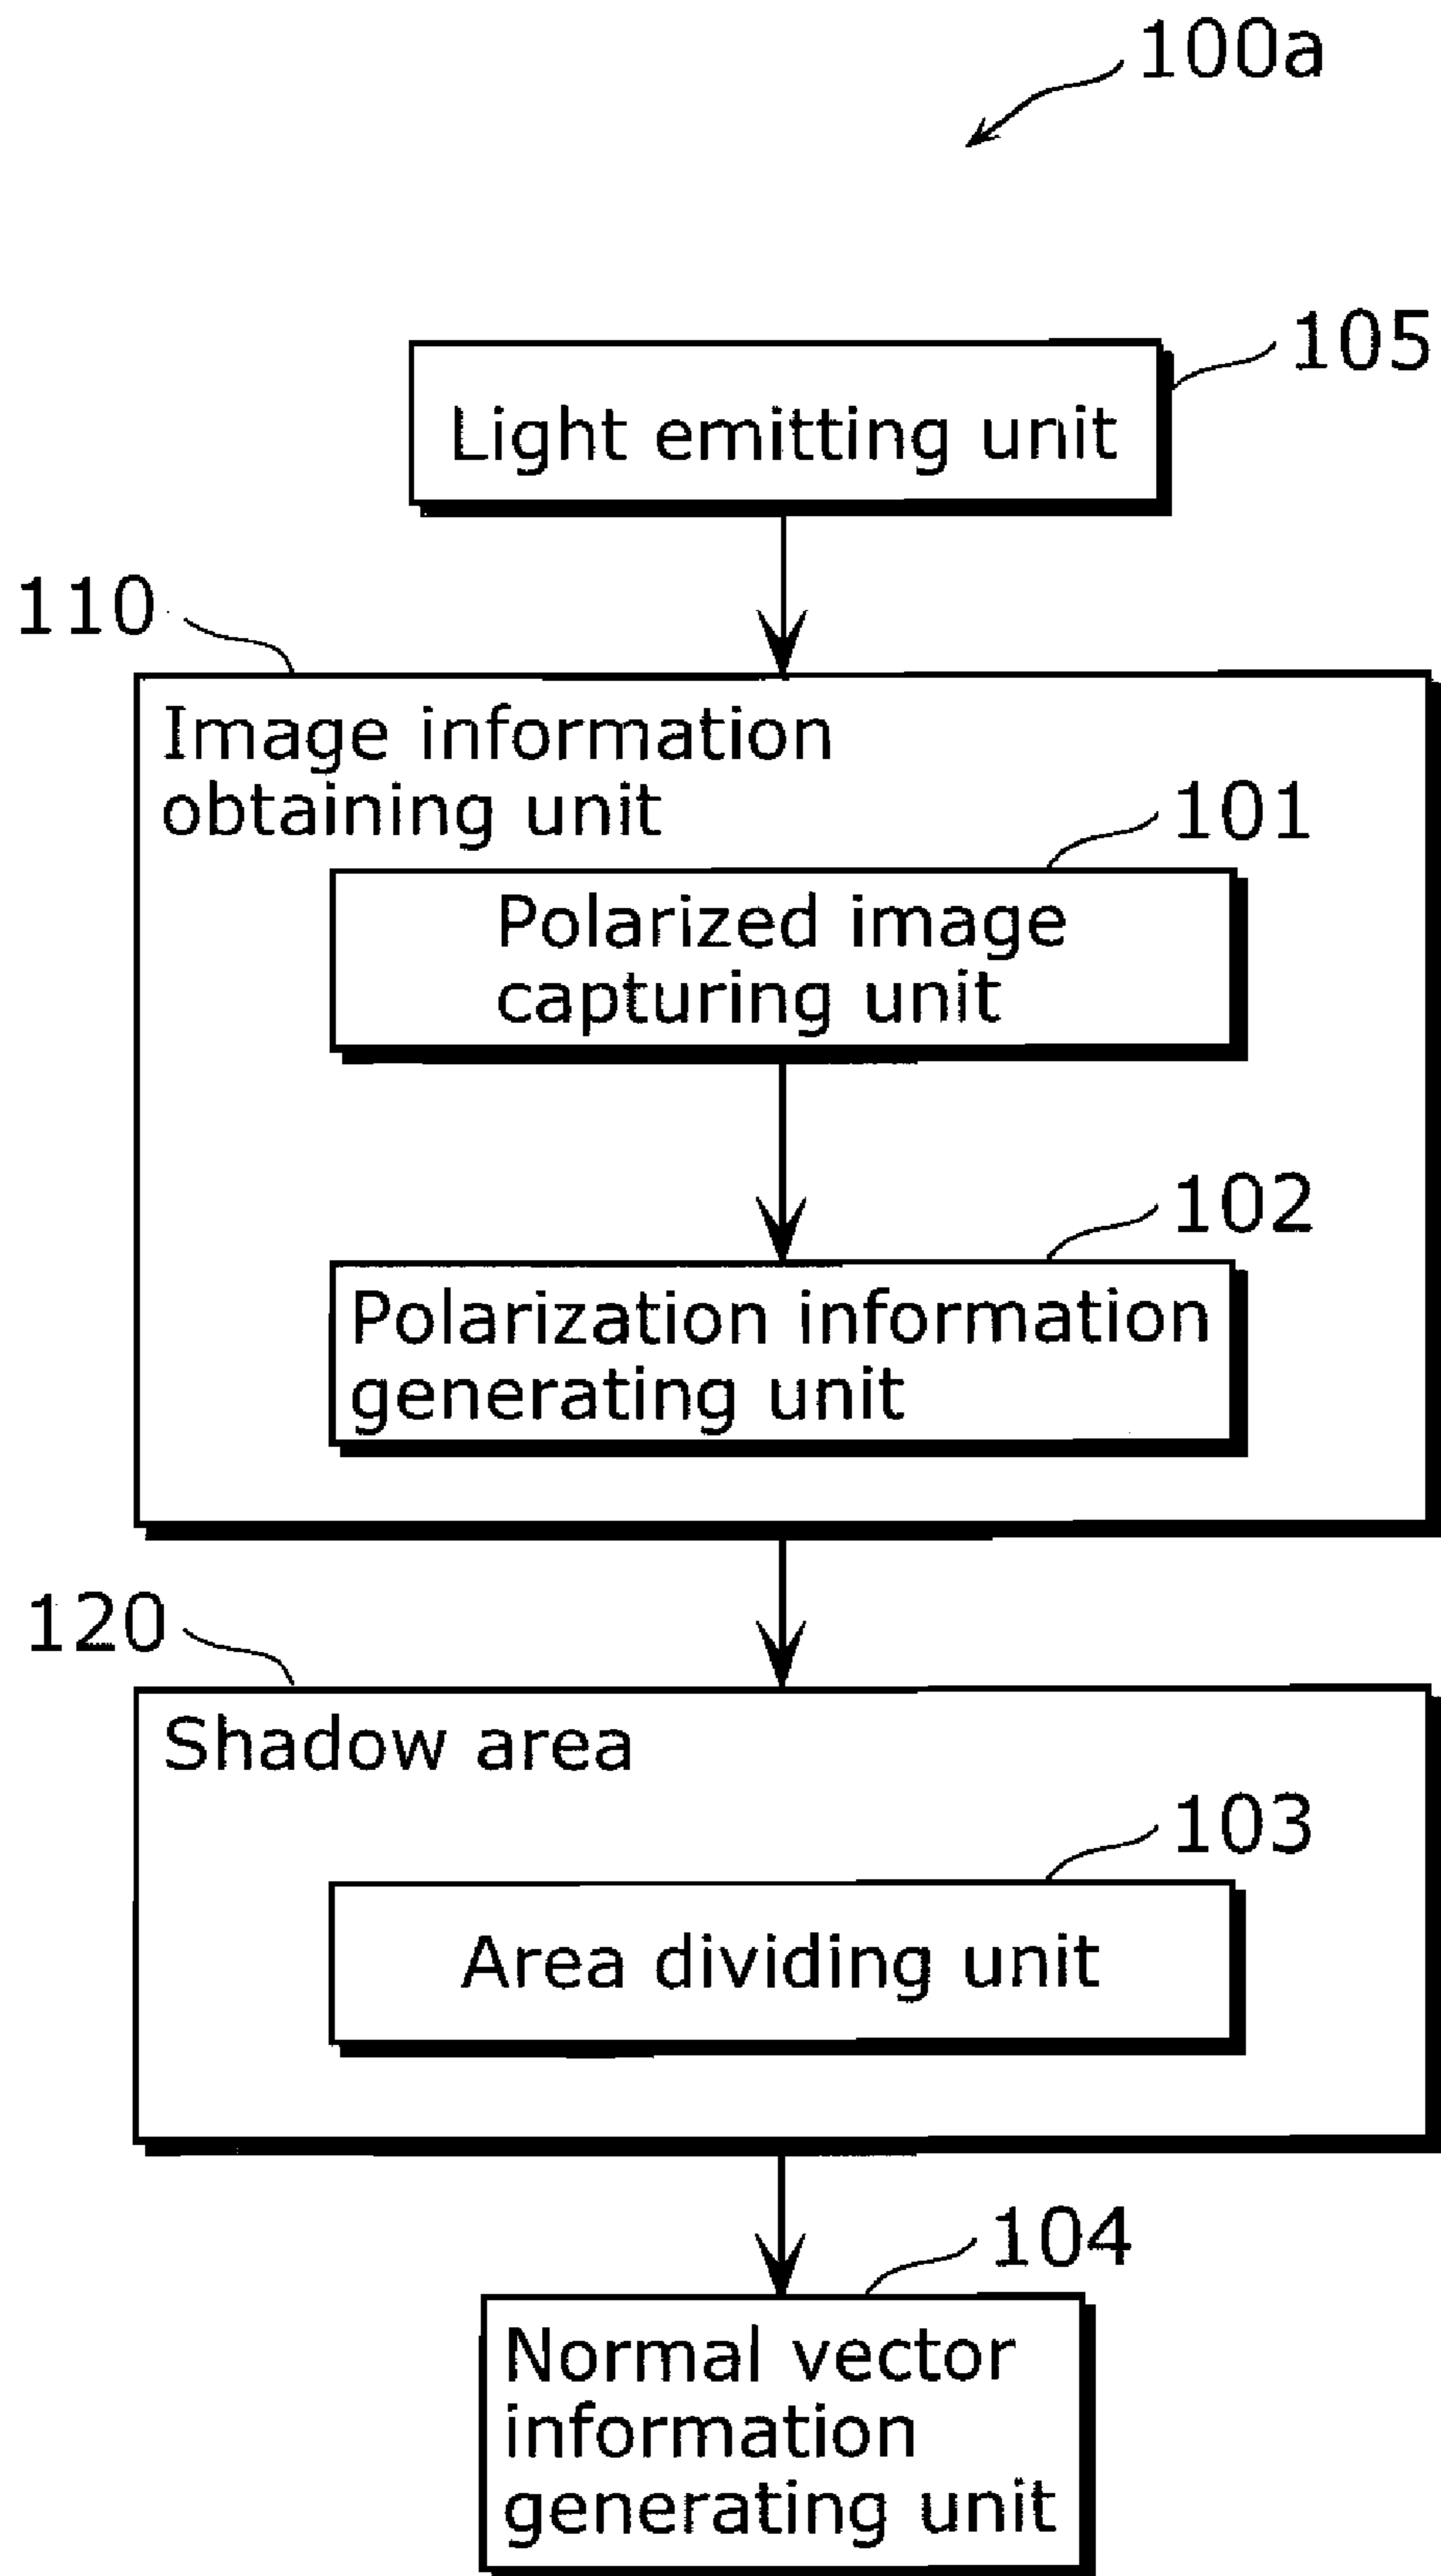 100a
105
Light emitting unit
110
Image information
obtaining unit
101
Polarized image
capturing unit
102
Polarization information
generating unit
120
Shadow area
103
Area dividing unit
104
Normal vector
information
generating unit